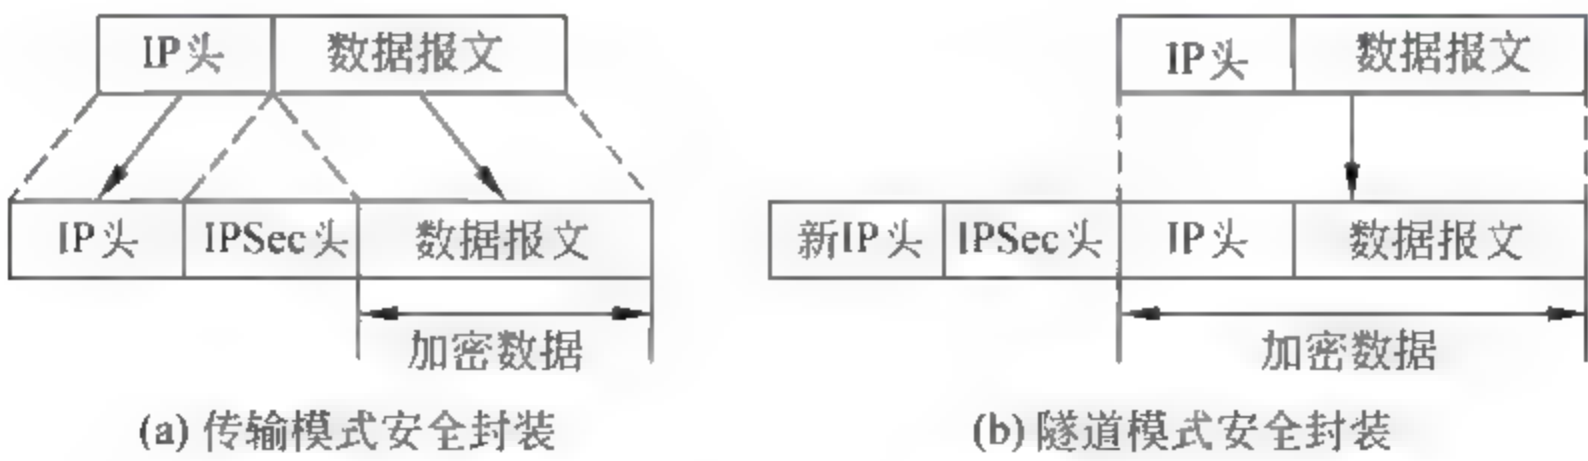 IP头 数据报文
IP头 IPSec头 数据报文
加密数据
(a) 传输模式安全封装
IP头 数据报文
新IP头 IPSec头 IP头 数据报文
加密数据
(b) 隧道模式安全封装